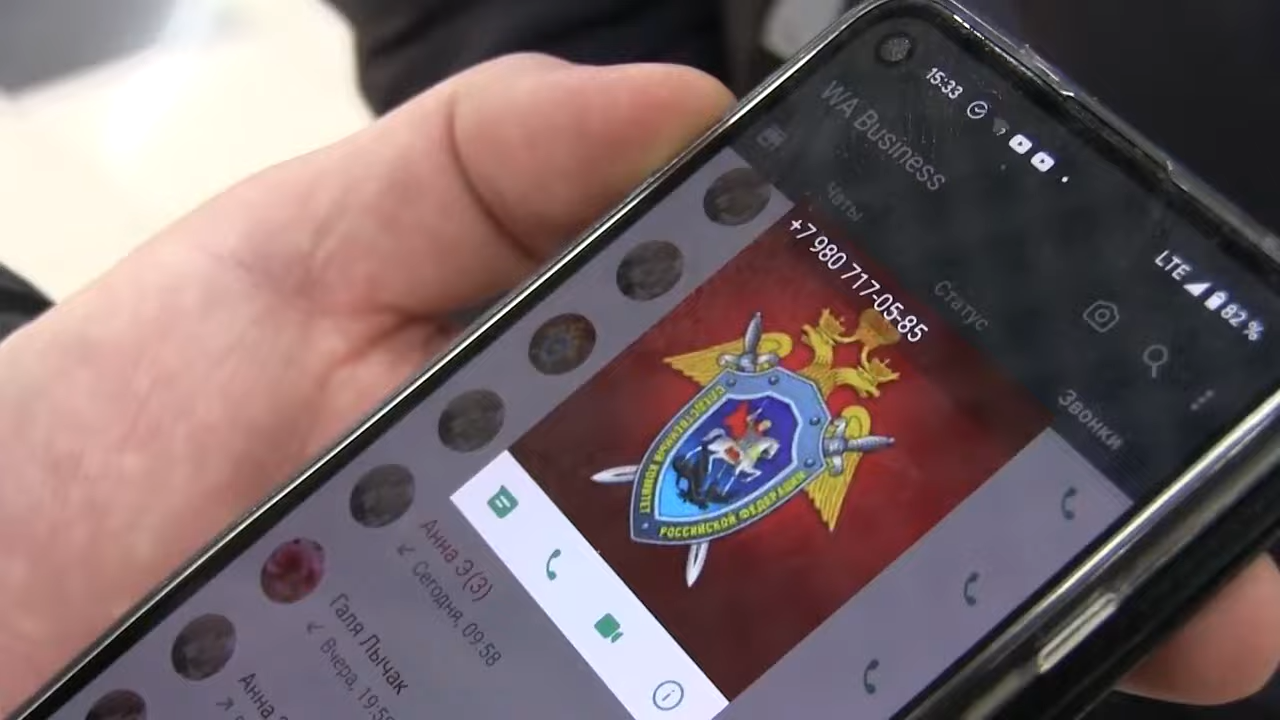 15:33
LTE 82%
WA Business
Чаты
Статус
Звонки
+7 980 717-05-85
СЛЕДСТВЕННЫЙ КОМИТЕТ
РОССИЙСКОЙ ФЕДЕРАЦИИ
Анна Э(3)
Сегодня, 09:58
Галя Лычак
Вчера, 19:5
Анна